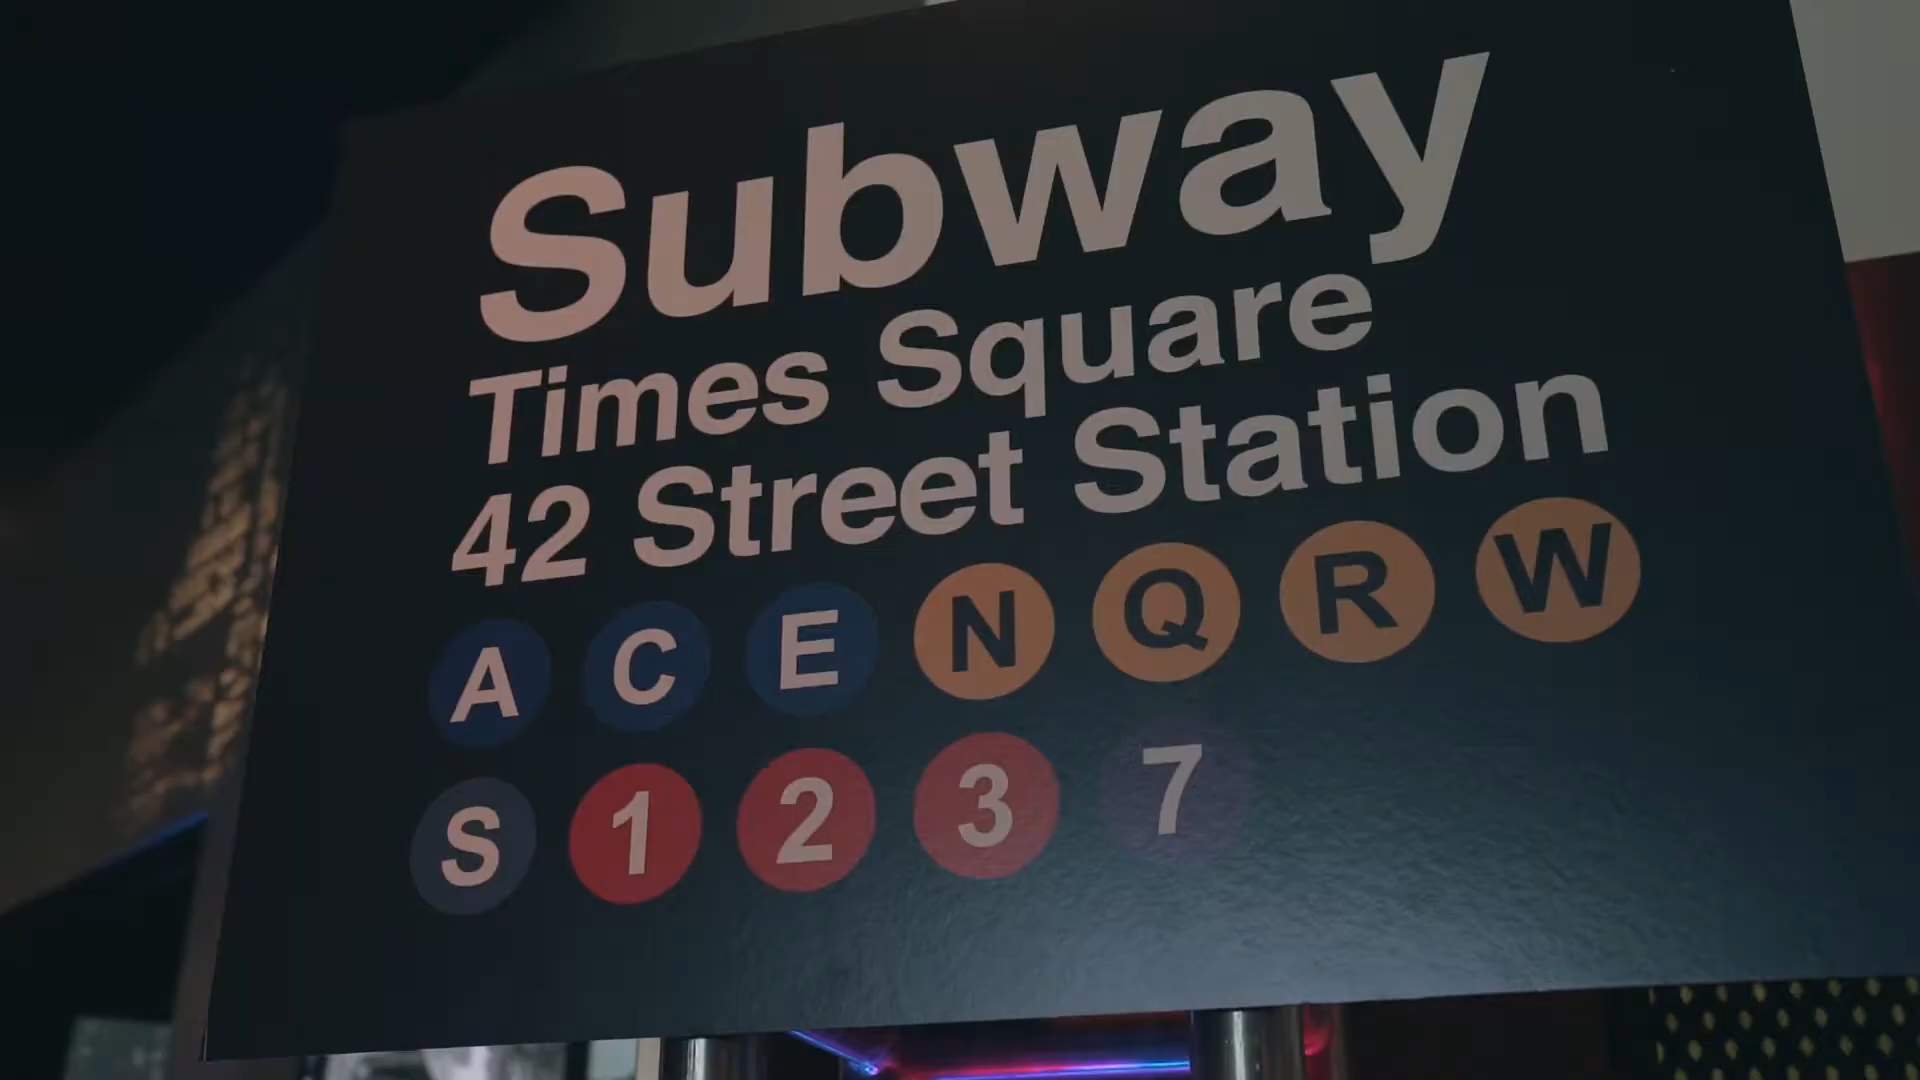 Subway
Times Square
42 Street Station
A C E N Q R W
S 1 2 3 7